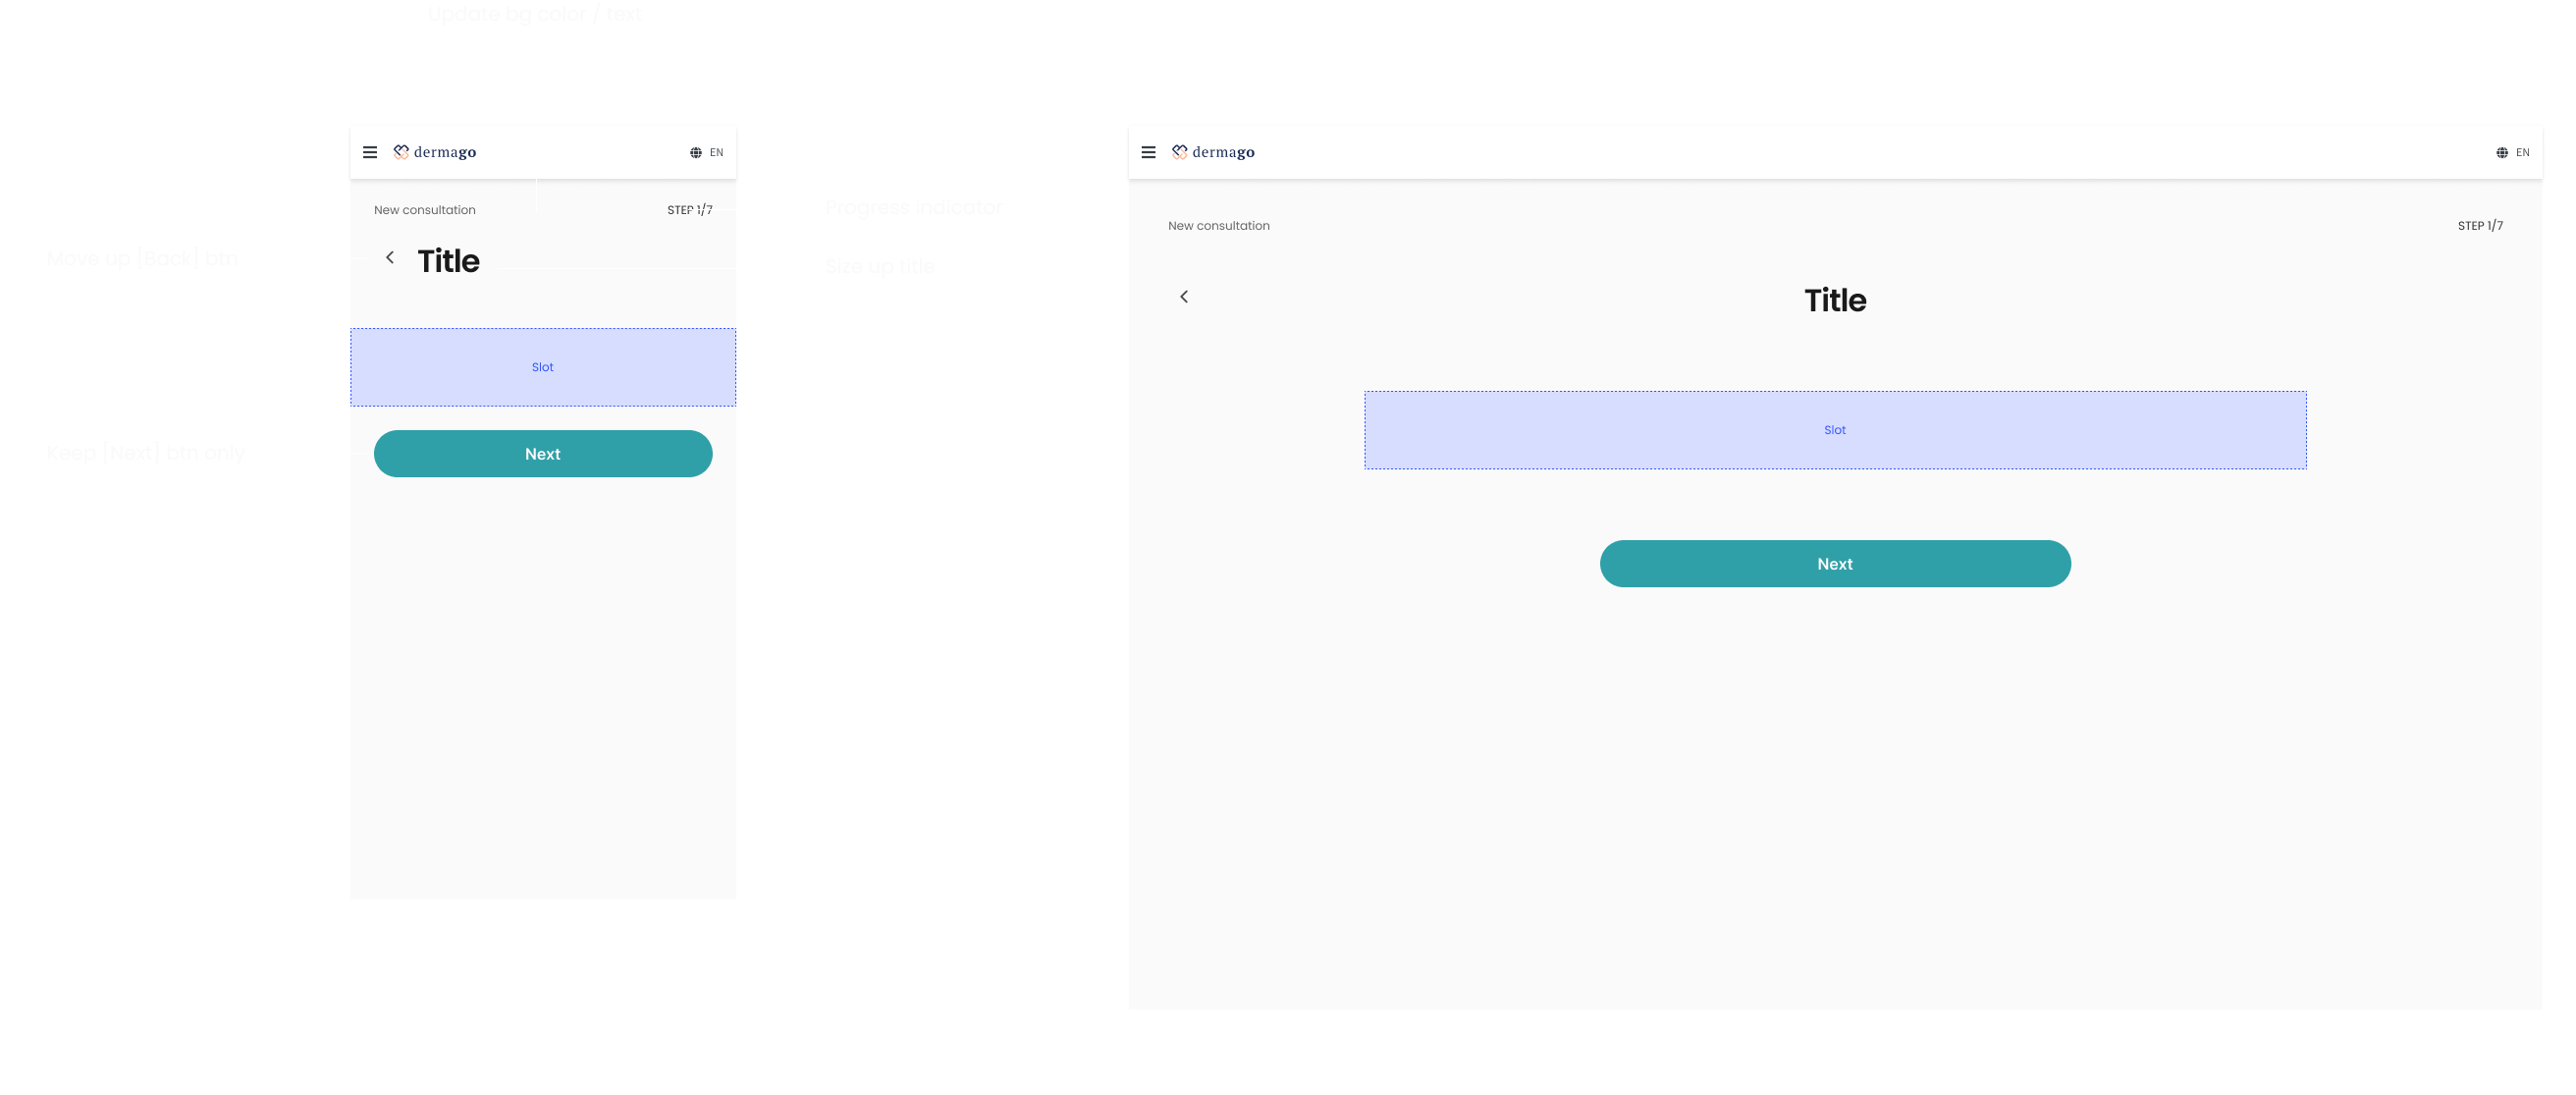 Update bg color / text
dermago
EN
New consultation
STEP 1/7
Title
Slot
Next
Move up [Back] btn
Keep [Next] btn only
Progress indicator
Size up title
dermago
EN
New consultation
STEP 1/7
Title
Slot
Next